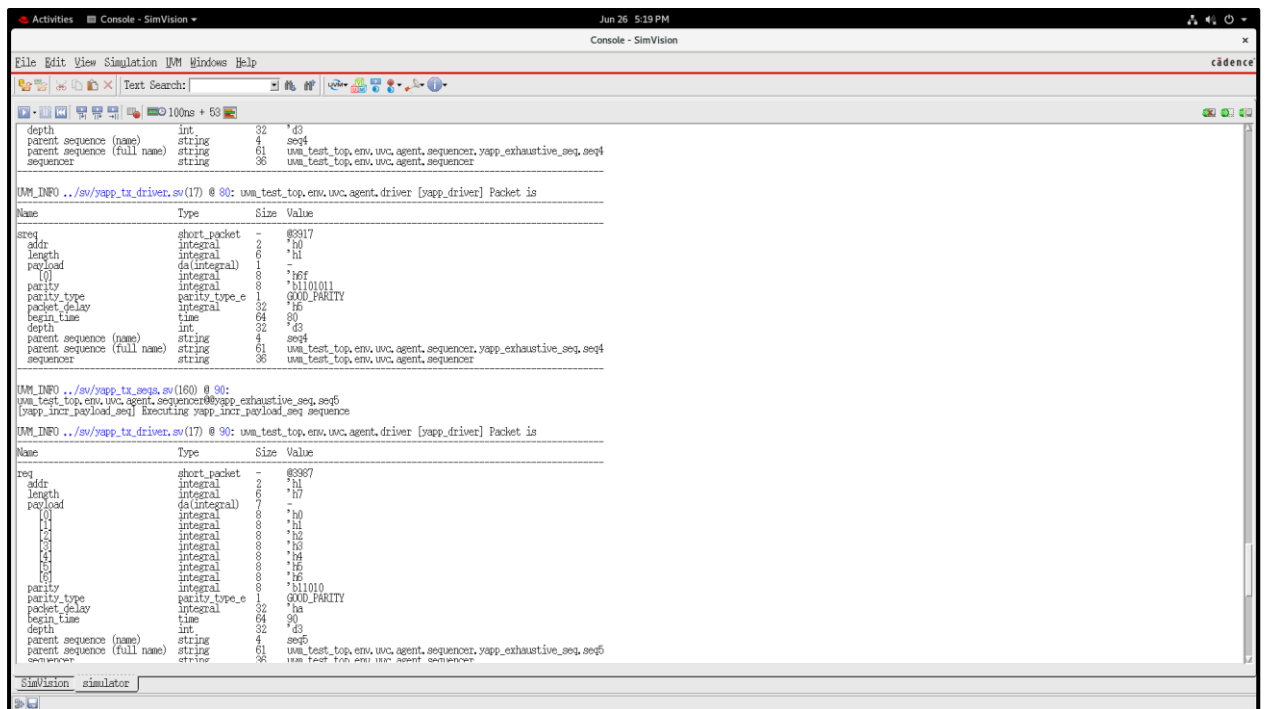 Activities Console - SimVision Jun 26 5:19 PM
Console - SimVision ×
File Edit View Simulation UVM Windows Help cādence
Text Search:
100ns + 53
depth int 32 'd3
parent sequence (name) string 4 seq4
parent sequence (full name) string 61 uvm_test_top.env.uvc.agent.sequencer.yapp_exhaustive_seq.seq4
sequencer string 36 uvm_test_top.env.uvc.agent.sequencer
UVM_INFO ../sv/yapp_tx_driver.sv(17) @ 80: uvm_test_top.env.uvc.agent.driver [yapp_driver] Packet is
Name Type Size Value
sreq short_packet - @3917
addr integral 2 'h0
length integral 6 'h1
payload da(integral) 1 -
[0] integral 8 'h6f
parity integral 8 'b1101011
parity_type parity_type_e 1 GOOD_PARITY
packet_delay integral 32 'h5
begin_time time 64 80
depth int 32 'd3
parent sequence (name) string 4 seq4
parent sequence (full name) string 61 uvm_test_top.env.uvc.agent.sequencer.yapp_exhaustive_seq.seq4
sequencer string 36 uvm_test_top.env.uvc.agent.sequencer
UVM_INFO ../sv/yapp_tx_seqs.sv(160) @ 90:
uvm_test_top.env.uvc.agent.sequencer@@yapp_exhaustive_seq.seq5
[yapp_incr_payload_seq] Executing yapp_incr_payload_seq sequence
UVM_INFO ../sv/yapp_tx_driver.sv(17) @ 90: uvm_test_top.env.uvc.agent.driver [yapp_driver] Packet is
Name Type Size Value
req short_packet - @3987
addr integral 2 'h1
length integral 6 'h7
payload da(integral) 7 -
[0] integral 8 'h0
[1] integral 8 'h1
[2] integral 8 'h2
[3] integral 8 'h3
[4] integral 8 'h4
[5] integral 8 'h5
[6] integral 8 'h6
parity integral 8 'b11010
parity_type parity_type_e 1 GOOD_PARITY
packet_delay integral 32 'ha
begin_time time 64 90
depth int 32 'd3
parent sequence (name) string 4 seq5
parent sequence (full name) string 61 uvm_test_top.env.uvc.agent.sequencer.yapp_exhaustive_seq.seq5
sequencer string 36 uvm_test_top.env.uvc.agent.sequencer
SimVision simulator